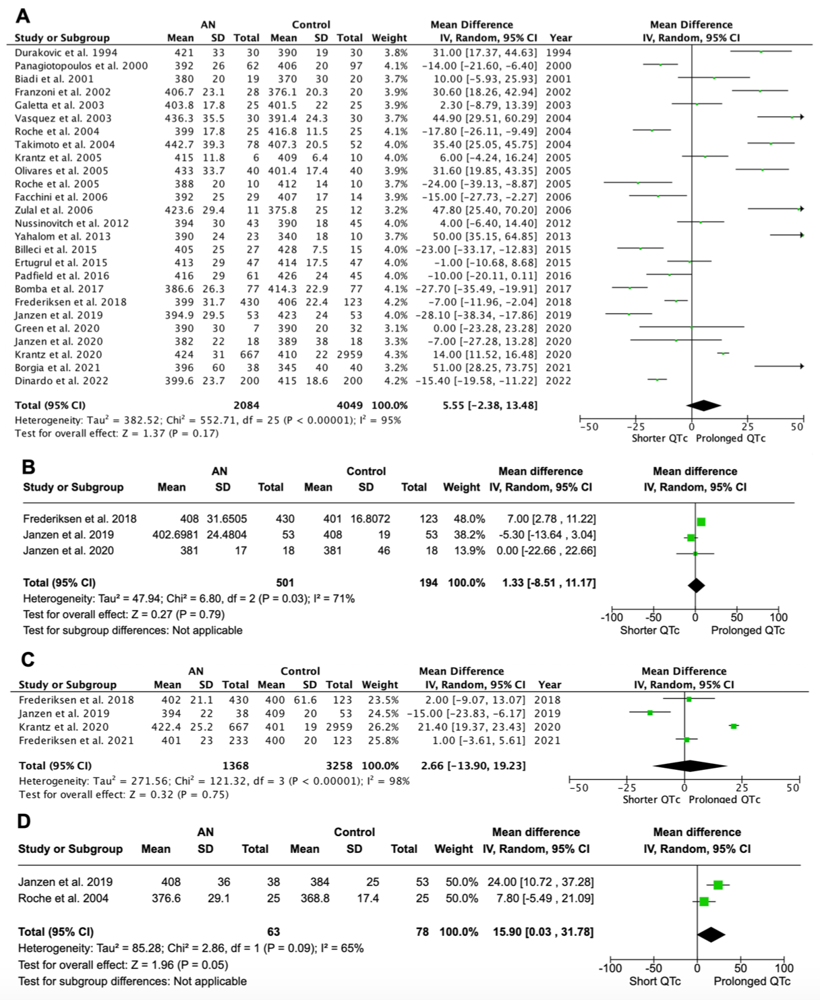 A
AN Control Mean Difference Mean Difference
Study or Subgroup Mean SD Total Mean SD Total Weight IV, Random, 95% CI Year IV, Random, 95% CI
Durakovic et al. 1994 421 33 30 390 19 30 3.8% 31.00 [17.37, 44.63] 1994
Panagiotopoulos et al. 2000 392 26 62 406 20 97 4.1% −14.00 [−21.60, −6.40] 2000
Biadi et al. 2001 380 20 19 370 30 20 3.7% 10.00 [−5.93, 25.93] 2001
Franzoni et al. 2002 406.7 23.1 28 376.1 20.3 20 3.9% 30.60 [18.26, 42.94] 2002
Galetta et al. 2003 403.8 17.8 25 401.5 22 25 3.9% 2.30 [−8.79, 13.39] 2003
Vasquez et al. 2003 436.3 35.5 30 391.4 24.3 30 3.7% 44.90 [29.51, 60.29] 2004
Roche et al. 2004 399 17.8 25 416.8 11.5 25 4.1% −17.80 [−26.11, −9.49] 2004
Takimoto et al. 2004 442.7 39.3 78 407.3 20.5 52 4.0% 35.40 [25.05, 45.75] 2004
Krantz et al. 2005 415 11.8 6 409 6.4 10 4.0% 6.00 [−4.24, 16.24] 2005
Olivares et al. 2005 433 33.7 40 401.4 17.4 40 3.9% 31.60 [19.85, 43.35] 2005
Roche et al. 2005 388 20 10 412 14 10 3.7% −24.00 [−39.13, −8.87] 2005
Facchini et al. 2006 392 25 29 407 17 14 3.9% −15.00 [−27.73, −2.27] 2006
Zulal et al. 2006 423.6 29.4 11 375.8 25 12 3.2% 47.80 [25.40, 70.20] 2006
Nussinovitch et al. 2012 394 30 43 390 18 45 4.0% 4.00 [−6.40, 14.40] 2012
Yahalom et al. 2013 390 24 23 340 18 10 3.7% 50.00 [35.15, 64.85] 2013
Billeci et al. 2015 405 25 27 428 7.5 15 4.0% −23.00 [−33.17, −12.83] 2015
Ertugrul et al. 2015 413 29 47 414 17.5 47 4.0% −1.00 [−10.68, 8.68] 2015
Padfield et al. 2016 416 29 61 426 24 45 4.0% −10.00 [−20.11, 0.11] 2016
Bomba et al. 2017 386.6 26.3 77 414.3 22.9 77 4.1% −27.70 [−35.49, −19.91] 2017
Frederiksen et al. 2018 399 31.7 430 406 22.4 123 4.2% −7.00 [−11.96, −2.04] 2018
Janzen et al. 2019 394.9 29.5 53 423 24 53 4.0% −28.10 [−38.34, −17.86] 2019
Green et al. 2020 390 30 7 390 20 32 3.1% 0.00 [−23.28, 23.28] 2020
Janzen et al. 2020 382 22 18 389 38 18 3.3% −7.00 [−27.28, 13.28] 2020
Krantz et al. 2020 424 31 667 410 22 2959 4.3% 14.00 [11.52, 16.48] 2020
Borgia et al. 2021 396 60 38 345 40 40 3.2% 51.00 [28.25, 73.75] 2021
Dinardo et al. 2022 399.6 23.7 200 415 18.6 200 4.2% −15.40 [−19.58, −11.22] 2022
Total (95% CI) 2084 4049 100.0% 5.55 [−2.38, 13.48]
Heterogeneity: Tau² = 382.52; Chi² = 552.71, df = 25 (P < 0.00001); I² = 95%
Test for overall effect: Z = 1.37 (P = 0.17)
−50 −25 0 25 50
Shorter QTc Prolonged QTc
B
AN Control Mean difference Mean difference
Study or Subgroup Mean SD Total Mean SD Total Weight IV, Random, 95% CI IV, Random, 95% CI
Frederiksen et al. 2018 408 31.6505 430 401 16.8072 123 48.0% 7.00 [2.78 , 11.22]
Janzen et al. 2019 402.6981 24.4804 53 408 19 53 38.2% -5.30 [-13.64 , 3.04]
Janzen et al. 2020 381 17 18 381 46 18 13.9% 0.00 [-22.66 , 22.66]
Total (95% CI) 501 194 100.0% 1.33 [-8.51 , 11.17]
Heterogeneity: Tau² = 47.94; Chi² = 6.80, df = 2 (P = 0.03); I² = 71%
Test for overall effect: Z = 0.27 (P = 0.79)
Test for subgroup differences: Not applicable
-100 -50 0 50 100
Shorter QTc Prolonged QTc
C
AN Control Mean Difference Mean Difference
Study or Subgroup Mean SD Total Mean SD Total Weight IV, Random, 95% CI Year IV, Random, 95% CI
Frederiksen et al. 2018 402 21.1 430 400 61.6 123 23.5% 2.00 [−9.07, 13.07] 2018
Janzen et al. 2019 394 22 38 409 20 53 24.5% −15.00 [−23.83, −6.17] 2019
Krantz et al. 2020 422.4 25.2 667 401 19 2959 26.2% 21.40 [19.37, 23.43] 2020
Frederiksen et al. 2021 401 23 233 400 20 123 25.8% 1.00 [−3.61, 5.61] 2021
Total (95% CI) 1368 3258 100.0% 2.66 [−13.90, 19.23]
Heterogeneity: Tau² = 271.56; Chi² = 121.32, df = 3 (P < 0.00001); I² = 98%
Test for overall effect: Z = 0.32 (P = 0.75)
−50 −25 0 25 50
Shorter QTc Prolonged QTc
D
AN Control Mean difference Mean difference
Study or Subgroup Mean SD Total Mean SD Total Weight IV, Random, 95% CI IV, Random, 95% CI
Janzen et al. 2019 408 36 38 384 25 53 50.0% 24.00 [10.72 , 37.28]
Roche et al. 2004 376.6 29.1 25 368.8 17.4 25 50.0% 7.80 [-5.49 , 21.09]
Total (95% CI) 63 78 100.0% 15.90 [0.03 , 31.78]
Heterogeneity: Tau² = 85.28; Chi² = 2.86, df = 1 (P = 0.09); I² = 65%
Test for overall effect: Z = 1.96 (P = 0.05)
Test for subgroup differences: Not applicable
-100 -50 0 50 100
Short QTc Prolonged QTc